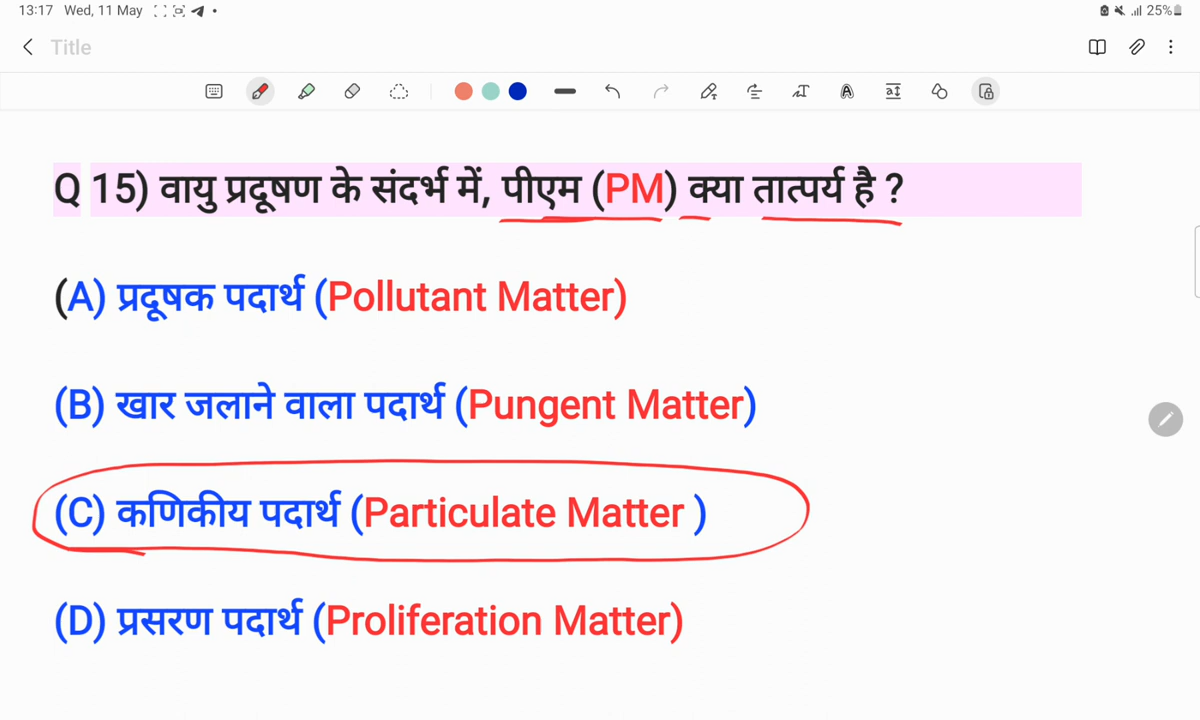 13:17 Wed, 11 May 25%
Title
Q 15) वायु प्रदूषण के संदर्भ में, पीएम (PM) क्या तात्पर्य है ?
(A) प्रदूषक पदार्थ (Pollutant Matter)
(B) खार जलाने वाला पदार्थ (Pungent Matter)
(C) कणिकीय पदार्थ (Particulate Matter )
(D) प्रसरण पदार्थ (Proliferation Matter)